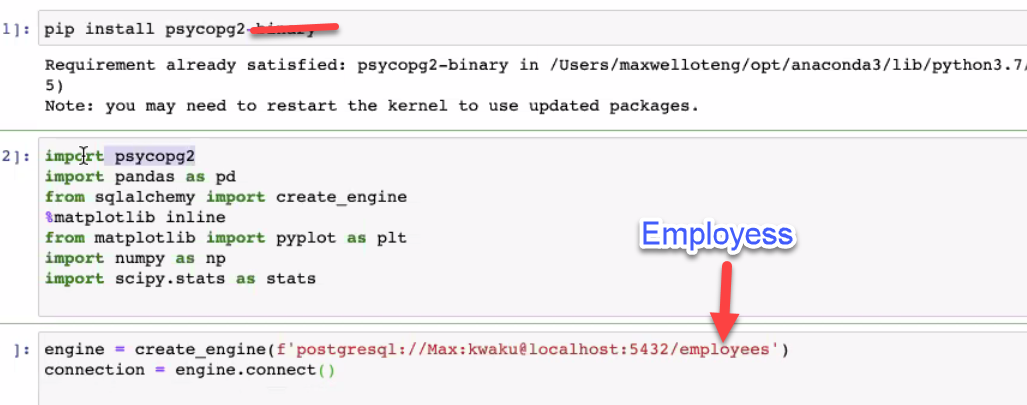 1]: pip install psycopg2-binary
Requirement already satisfied: psycopg2-binary in /Users/maxwelloteng/opt/anaconda3/lib/python3.7/
5)
Note: you may need to restart the kernel to use updated packages.
2]: import psycopg2
import pandas as pd
from sqlalchemy import create_engine
%matplotlib inline
from matplotlib import pyplot as plt
import numpy as np
import scipy.stats as stats
Employess
]: engine = create_engine(f'postgresql://Max:kwaku@localhost:5432/employees')
connection = engine.connect()